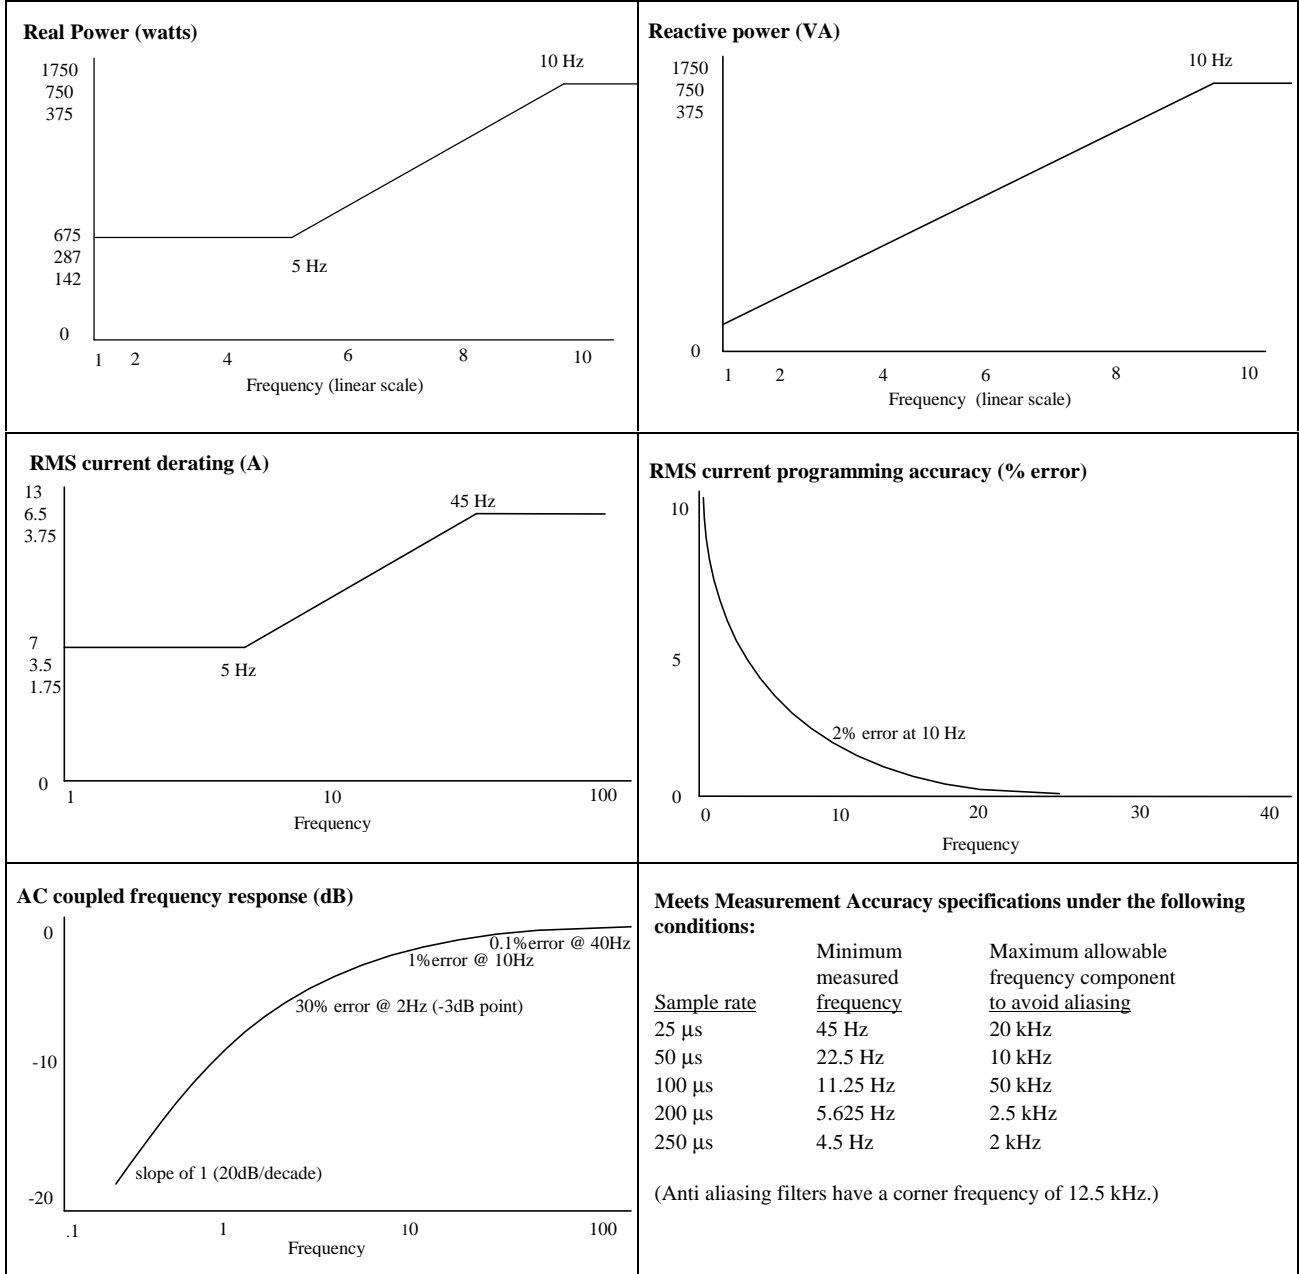 Real Power (watts)
10 Hz
1750
750
375
675
287
142
5 Hz
0
1 2 4 6 8 10
Frequency (linear scale)
Reactive power (VA)
10 Hz
1750
750
375
0
1 2 4 6 8 10
Frequency (linear scale)
RMS current derating (A)
13
6.5
3.75
45 Hz
7
3.5
1.75
5 Hz
0
1 10 100
Frequency
RMS current programming accuracy (% error)
10
5
2% error at 10 Hz
0
0 10 20 30 40
Frequency
AC coupled frequency response (dB)
0
0.1%error @ 40Hz
1%error @ 10Hz
30% error @ 2Hz (-3dB point)
-10
slope of 1 (20dB/decade)
-20
.1 1 10 100
Frequency
Meets Measurement Accuracy specifications under the following
conditions:
Minimum Maximum allowable
measured frequency component
Sample rate frequency to avoid aliasing
25 µs 45 Hz 20 kHz
50 µs 22.5 Hz 10 kHz
100 µs 11.25 Hz 50 kHz
200 µs 5.625 Hz 2.5 kHz
250 µs 4.5 Hz 2 kHz
(Anti aliasing filters have a corner frequency of 12.5 kHz.)